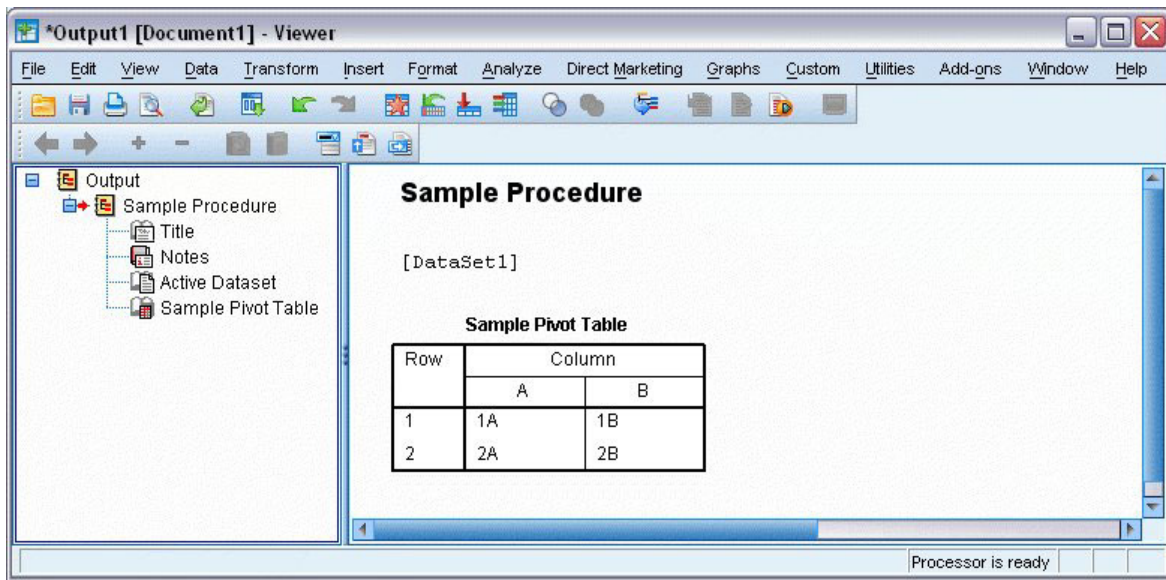 *Output1 [Document1] - Viewer
File Edit View Data Transform Insert Format Analyze Direct Marketing Graphs Custom Utilities Add-ons Window Help
Output
Sample Procedure
Title
Notes
Active Dataset
Sample Pivot Table
Sample Procedure
[DataSet1]
Sample Pivot Table
Row Column
A B
1 1A 1B
2 2A 2B
Processor is ready